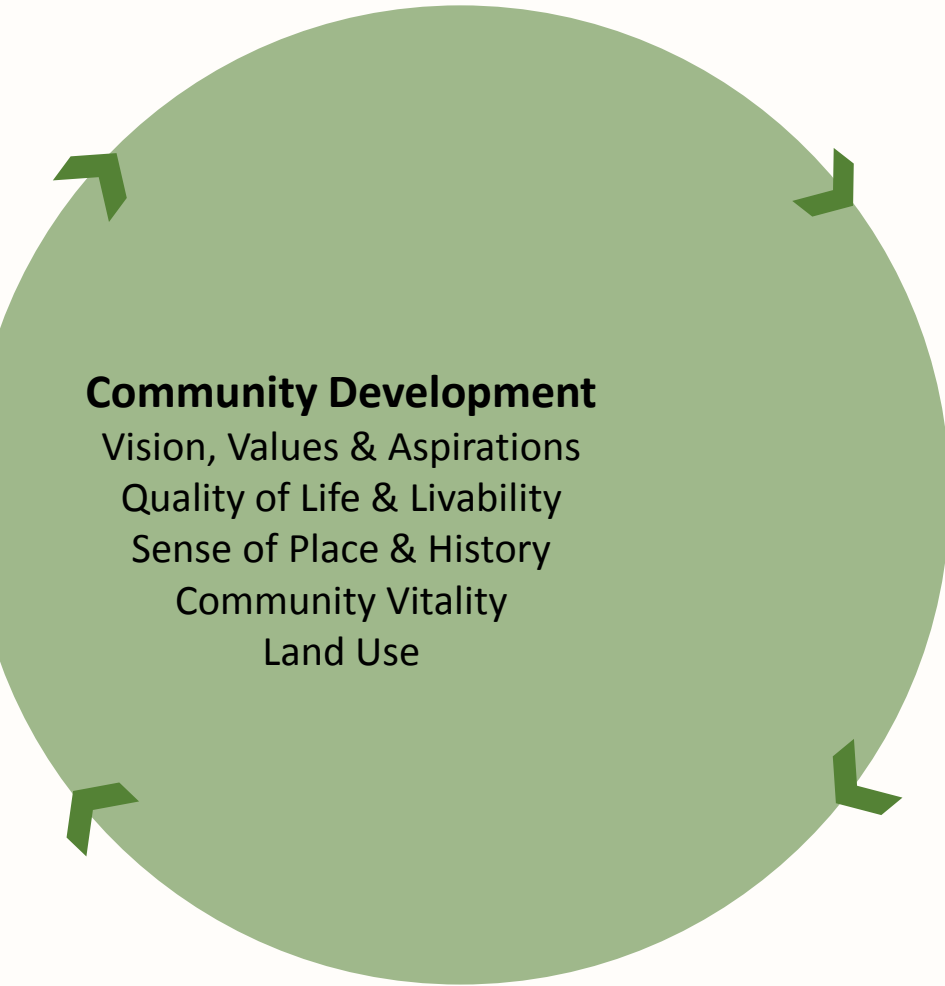 Community Development
Vision, Values & Aspirations
Quality of Life & Livability
Sense of Place & History
Community Vitality
Land Use